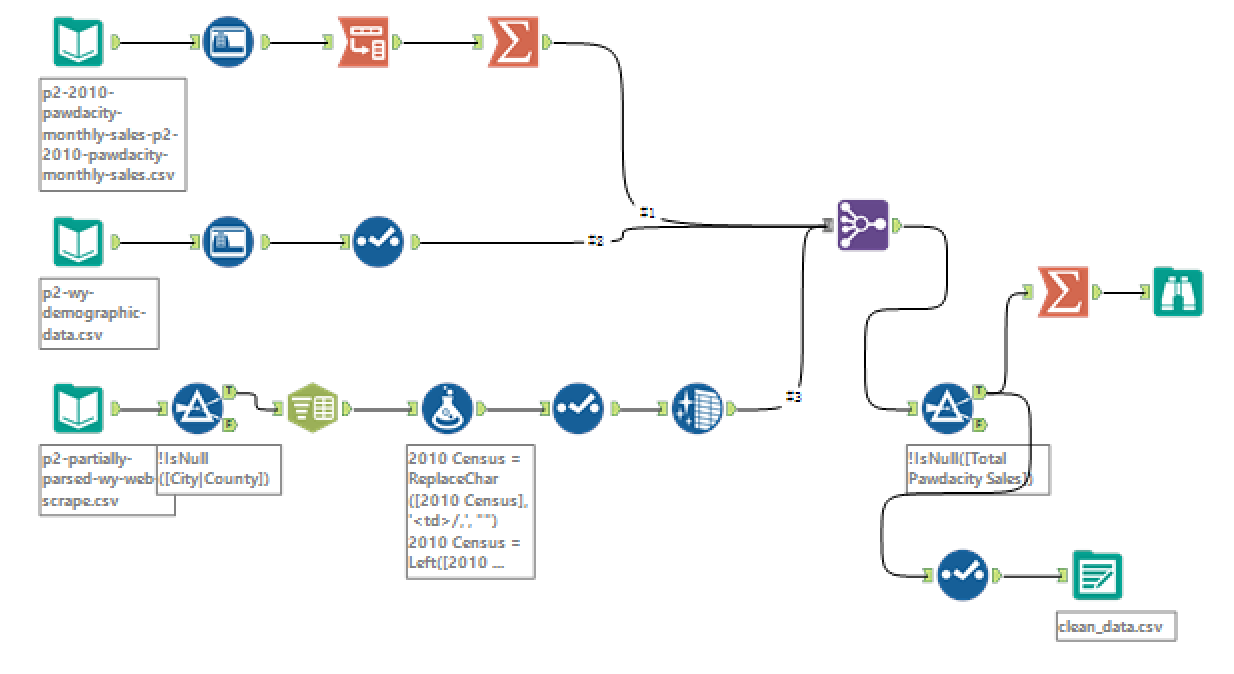 p2-2010-
pawdacity-
monthly-sales-p2-
2010-pawdacity-
monthly-sales.csv
#1
#2
p2-wy-
demographic-
data.csv
#3
T
F
p2-partially-
parsed-wy-web-
scrape.csv
!IsNull
([City|County])
2010 Census =
ReplaceChar
([2010 Census],
'<td>/,', "")
2010 Census =
Left([2010 ...
T
F
!IsNull([Total
Pawdacity Sales])
clean_data.csv